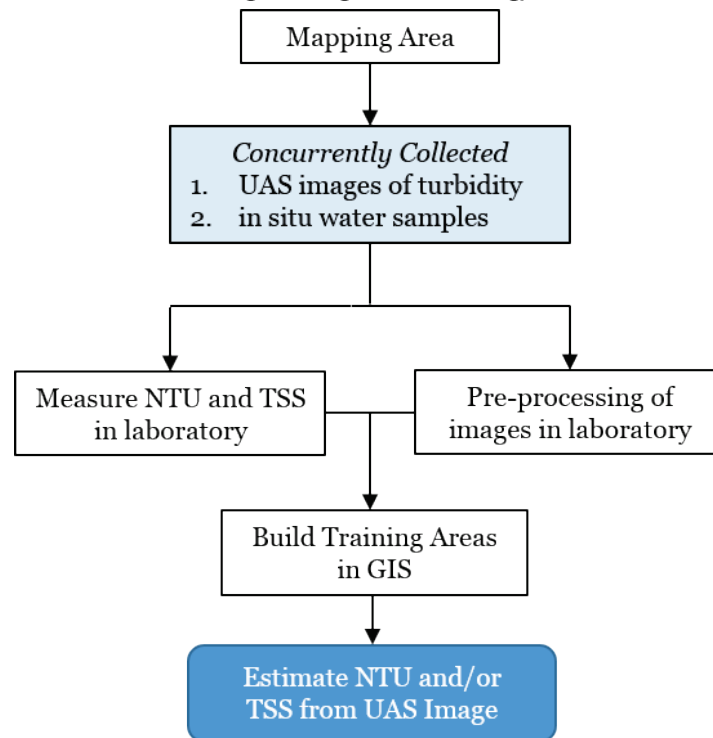 Mapping Area
Concurrently Collected
1. UAS images of turbidity
2. in situ water samples
Measure NTU and TSS
in laboratory
Pre-processing of
images in laboratory
Build Training Areas
in GIS
Estimate NTU and/or
TSS from UAS Image